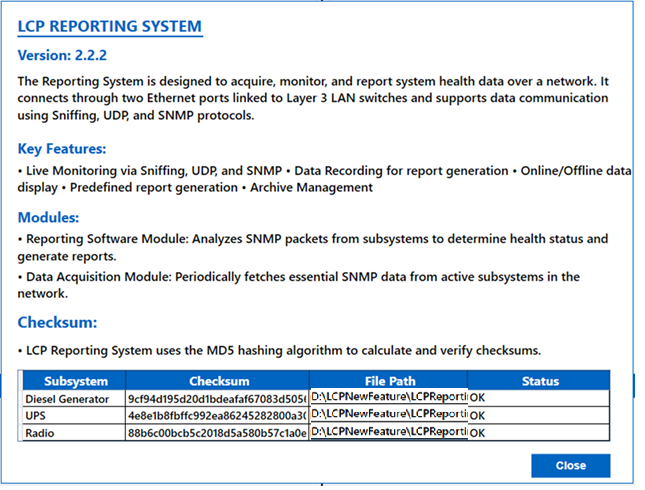 LCP REPORTING SYSTEM
Version: 2.2.2
The Reporting System is designed to acquire, monitor, and report system health data over a network. It
connects through two Ethernet ports linked to Layer 3 LAN switches and supports data communication
using Sniffing, UDP, and SNMP protocols.
Key Features:
• Live Monitoring via Sniffing, UDP, and SNMP • Data Recording for report generation • Online/Offline data
display • Predefined report generation • Archive Management
Modules:
• Reporting Software Module: Analyzes SNMP packets from subsystems to determine health status and
generate reports.
• Data Acquisition Module: Periodically fetches essential SNMP data from active subsystems in the
network.
Checksum:
• LCP Reporting System uses the MD5 hashing algorithm to calculate and verify checksums.
Subsystem Checksum File Path Status
Diesel Generator 9cf94d195d20d1bdeafaf67083d505 D:\LCPNewFeature\LCPReporti OK
UPS 4e8e1b8fbffc992ea86245282800a3 D:\LCPNewFeature\LCPReporti OK
Radio 88b6c00bcb5c2018d5a580b57c1a0e D:\LCPNewFeature\LCPReporti OK
Close